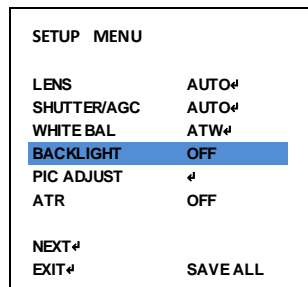 SETUP MENU
LENS AUTO↵
SHUTTER/AGC AUTO↵
WHITE BAL ATW↵
BACKLIGHT OFF
PIC ADJUST ↵
ATR OFF
NEXT↵
EXIT↵ SAVE ALL